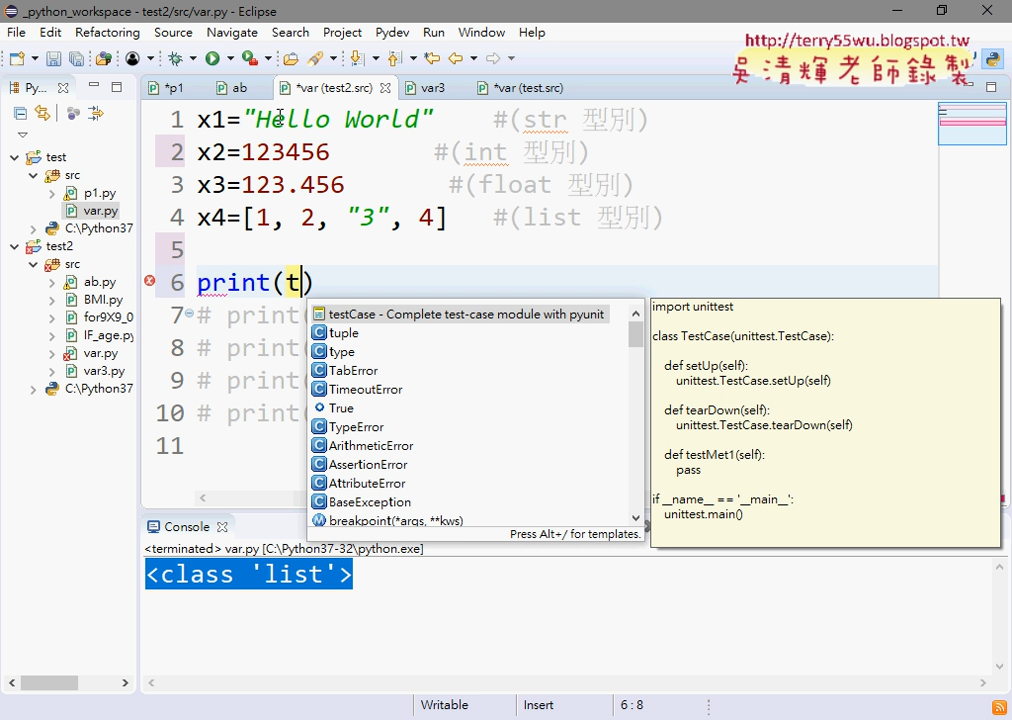 _python_workspace - test2/src/var.py - Eclipse
File Edit Refactoring Source Navigate Search Project Pydev Run Window Help
http://terry55wu.blogspot.tw
吳清輝老師錄製
Py...
*p1
ab
*var (test2.src)
var3
*var (test.src)
test
src
p1.py
var.py
C:\Python37
test2
src
ab.py
BMI.py
for9X9_0
IF_age.py
var.py
var3.py
C:\Python37
1 x1="Hello World" #(str 型別)
2 x2=123456 #(int 型別)
3 x3=123.456 #(float 型別)
4 x4=[1, 2, "3", 4] #(list 型別)
5
6 print(t)
7 # print(
8 # print(
9 # print(
10 # print(
11
testCase - Complete test-case module with pyunit
tuple
type
TabError
TimeoutError
True
TypeError
ArithmeticError
AssertionError
AttributeError
BaseException
breakpoint(*args, **kws)
Press Alt+/ for templates.
import unittest
class TestCase(unittest.TestCase):
def setUp(self):
unittest.TestCase.setUp(self)
def tearDown(self):
unittest.TestCase.tearDown(self)
def testMet1(self):
pass
if __name__ == '__main__':
unittest.main()
Console
<terminated> var.py [C:\Python37-32\python.exe]
<class 'list'>
Writable
Insert
6 : 8